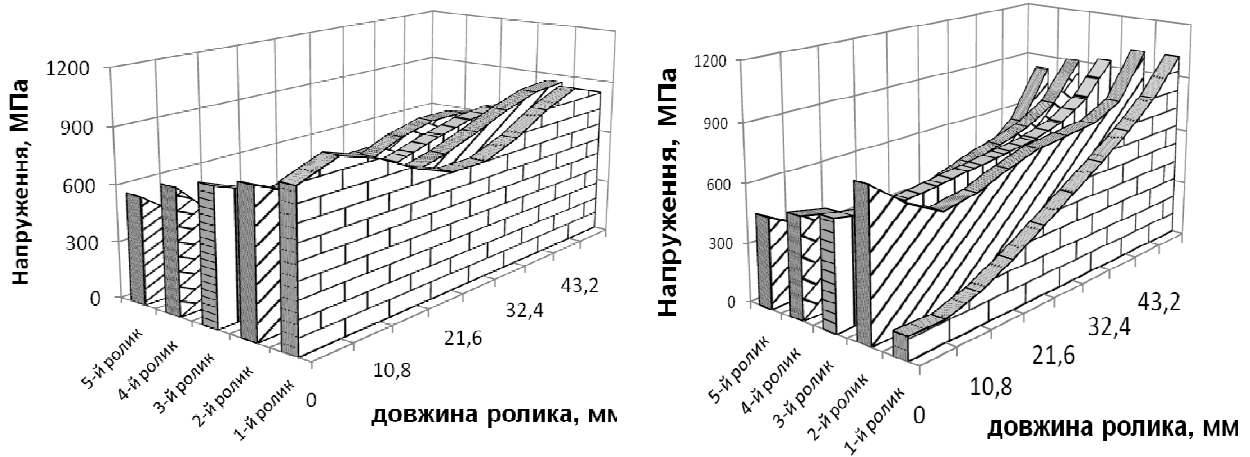 Напруження, МПа
1200
900
600
300
0
5-й ролик
4-й ролик
3-й ролик
2-й ролик
1-й ролик
0
10,8
21,6
32,4
43,2
довжина ролика, мм
Напруження, МПа
1200
900
600
300
0
5-й ролик
4-й ролик
3-й ролик
2-й ролик
1-й ролик
0
10,8
21,6
32,4
43,2
довжина ролика, мм